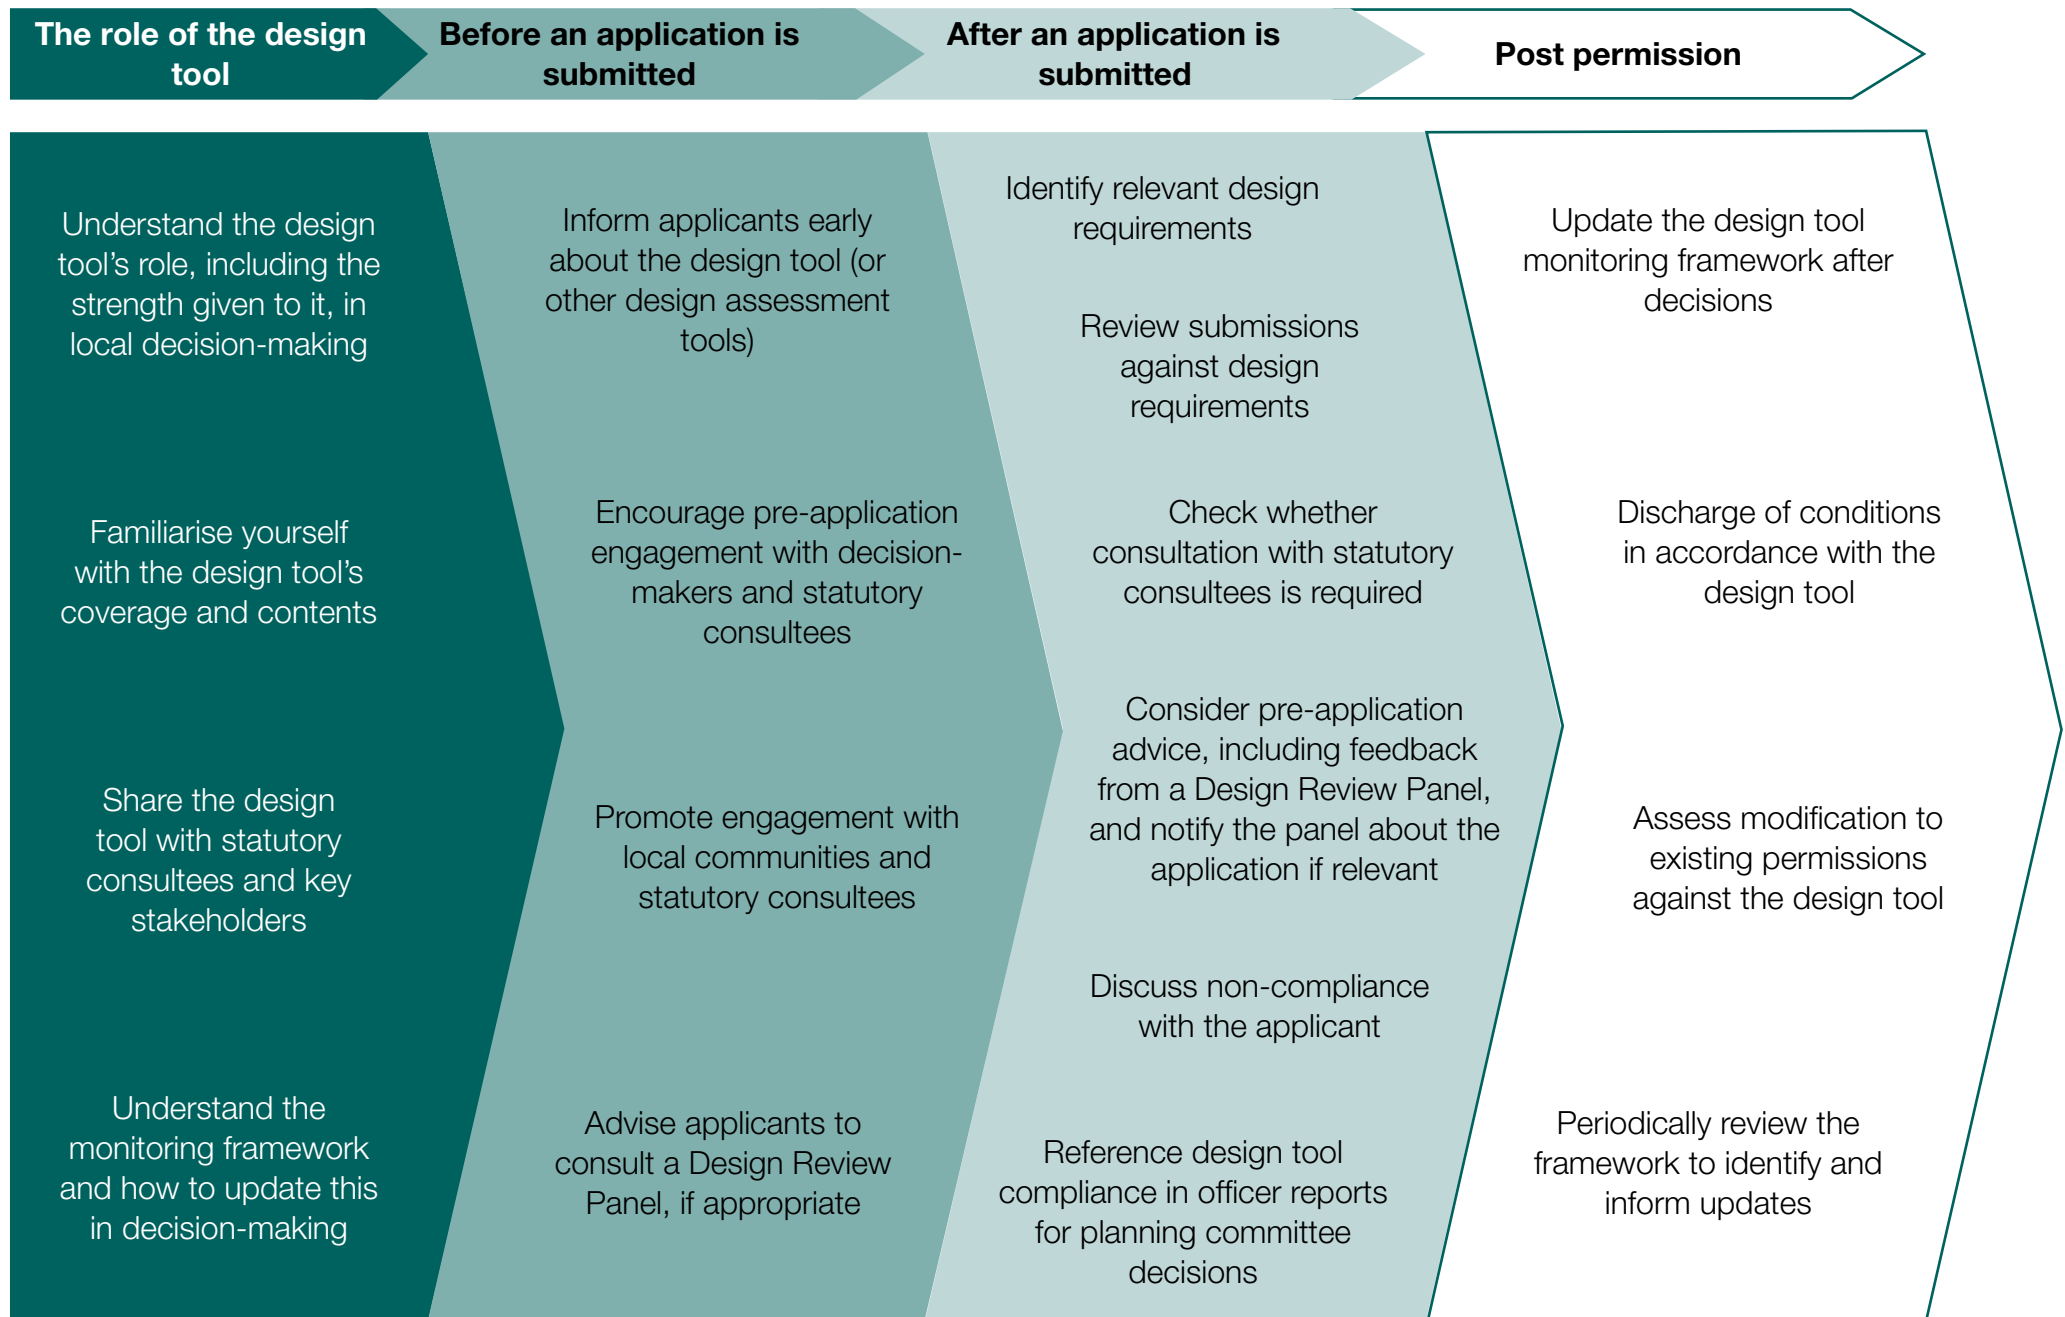 The role of the design
tool
Before an application is
submitted
After an application is
submitted
Post permission
Understand the design
tool’s role, including the
strength given to it, in
local decision-making
Familiarise yourself
with the design tool’s
coverage and contents
Share the design
tool with statutory
consultees and key
stakeholders
Understand the
monitoring framework
and how to update this
in decision-making
Inform applicants early
about the design tool (or
other design assessment
tools)
Encourage pre-application
engagement with decision-
makers and statutory
consultees
Promote engagement with
local communities and
statutory consultees
Advise applicants to
consult a Design Review
Panel, if appropriate
Identify relevant design
requirements
Review submissions
against design
requirements
Check whether
consultation with statutory
consultees is required
Consider pre-application
advice, including feedback
from a Design Review Panel,
and notify the panel about the
application if relevant
Discuss non-compliance
with the applicant
Reference design tool
compliance in officer reports
for planning committee
decisions
Update the design tool
monitoring framework after
decisions
Discharge of conditions
in accordance with the
design tool
Assess modification to
existing permissions
against the design tool
Periodically review the
framework to identify and
inform updates